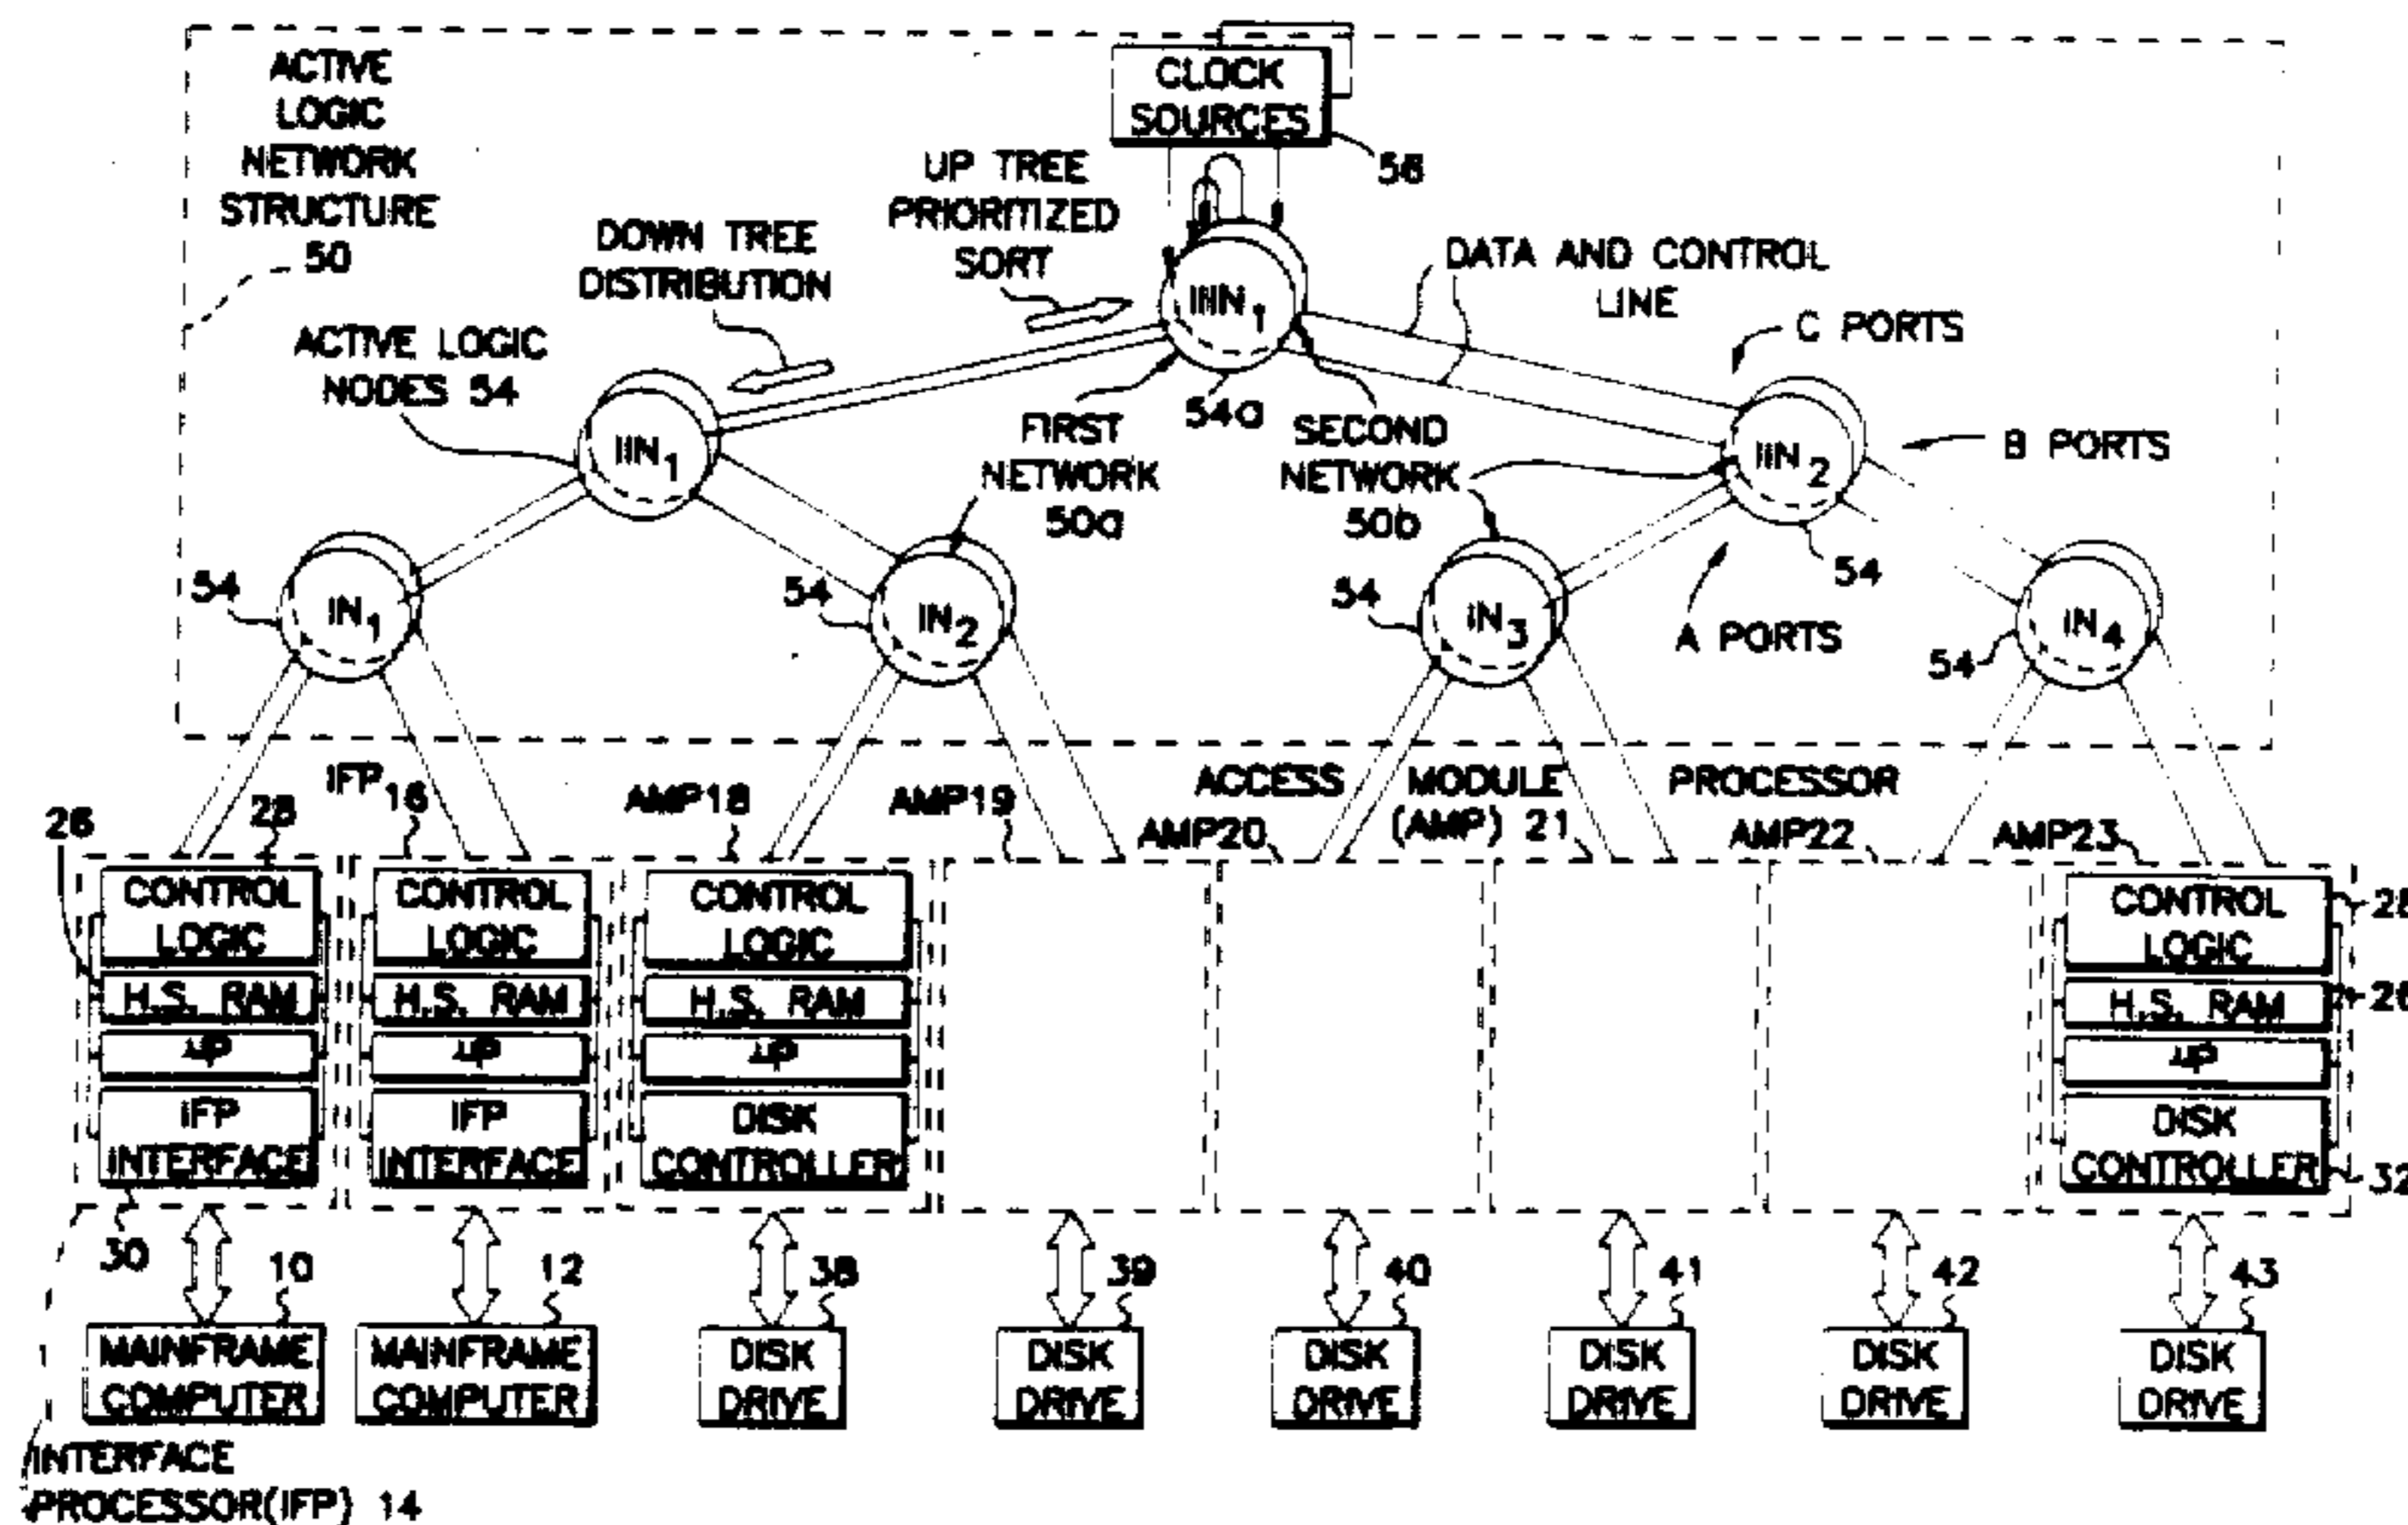 ACTIVE
LOGIC
NETWORK
STRUCTURE
50
CLOCK
SOURCES
56
UP TREE
PRIORITIZED
SORT
DOWN TREE
DISTRIBUTION
DATA AND CONTROL
LINE
C PORTS
B PORTS
A PORTS
ACTIVE LOGIC
NODES 54
IIIN1
54a
FIRST
NETWORK
50a
SECOND
NETWORK
50b
IIN1
IIN2
54
54
IN1
54
IN2
54
IN3
54
IN4
IFP16
AMP18
AMP19
ACCESS MODULE PROCESSOR
AMP20
(AMP) 21
AMP22
AMP23
26
28
CONTROL
LOGIC
H.S. RAM
μP
IFP
INTERFACE
CONTROL
LOGIC
H.S. RAM
μP
IFP
INTERFACE
CONTROL
LOGIC
H.S. RAM
μP
DISK
CONTROLLER
CONTROL
LOGIC
H.S. RAM
μP
DISK
CONTROLLER
28
26
32
30
10
12
38
39
40
41
42
43
MAINFRAME
COMPUTER
MAINFRAME
COMPUTER
DISK
DRIVE
DISK
DRIVE
DISK
DRIVE
DISK
DRIVE
DISK
DRIVE
DISK
DRIVE
INTERFACE
PROCESSOR(IFP) 14